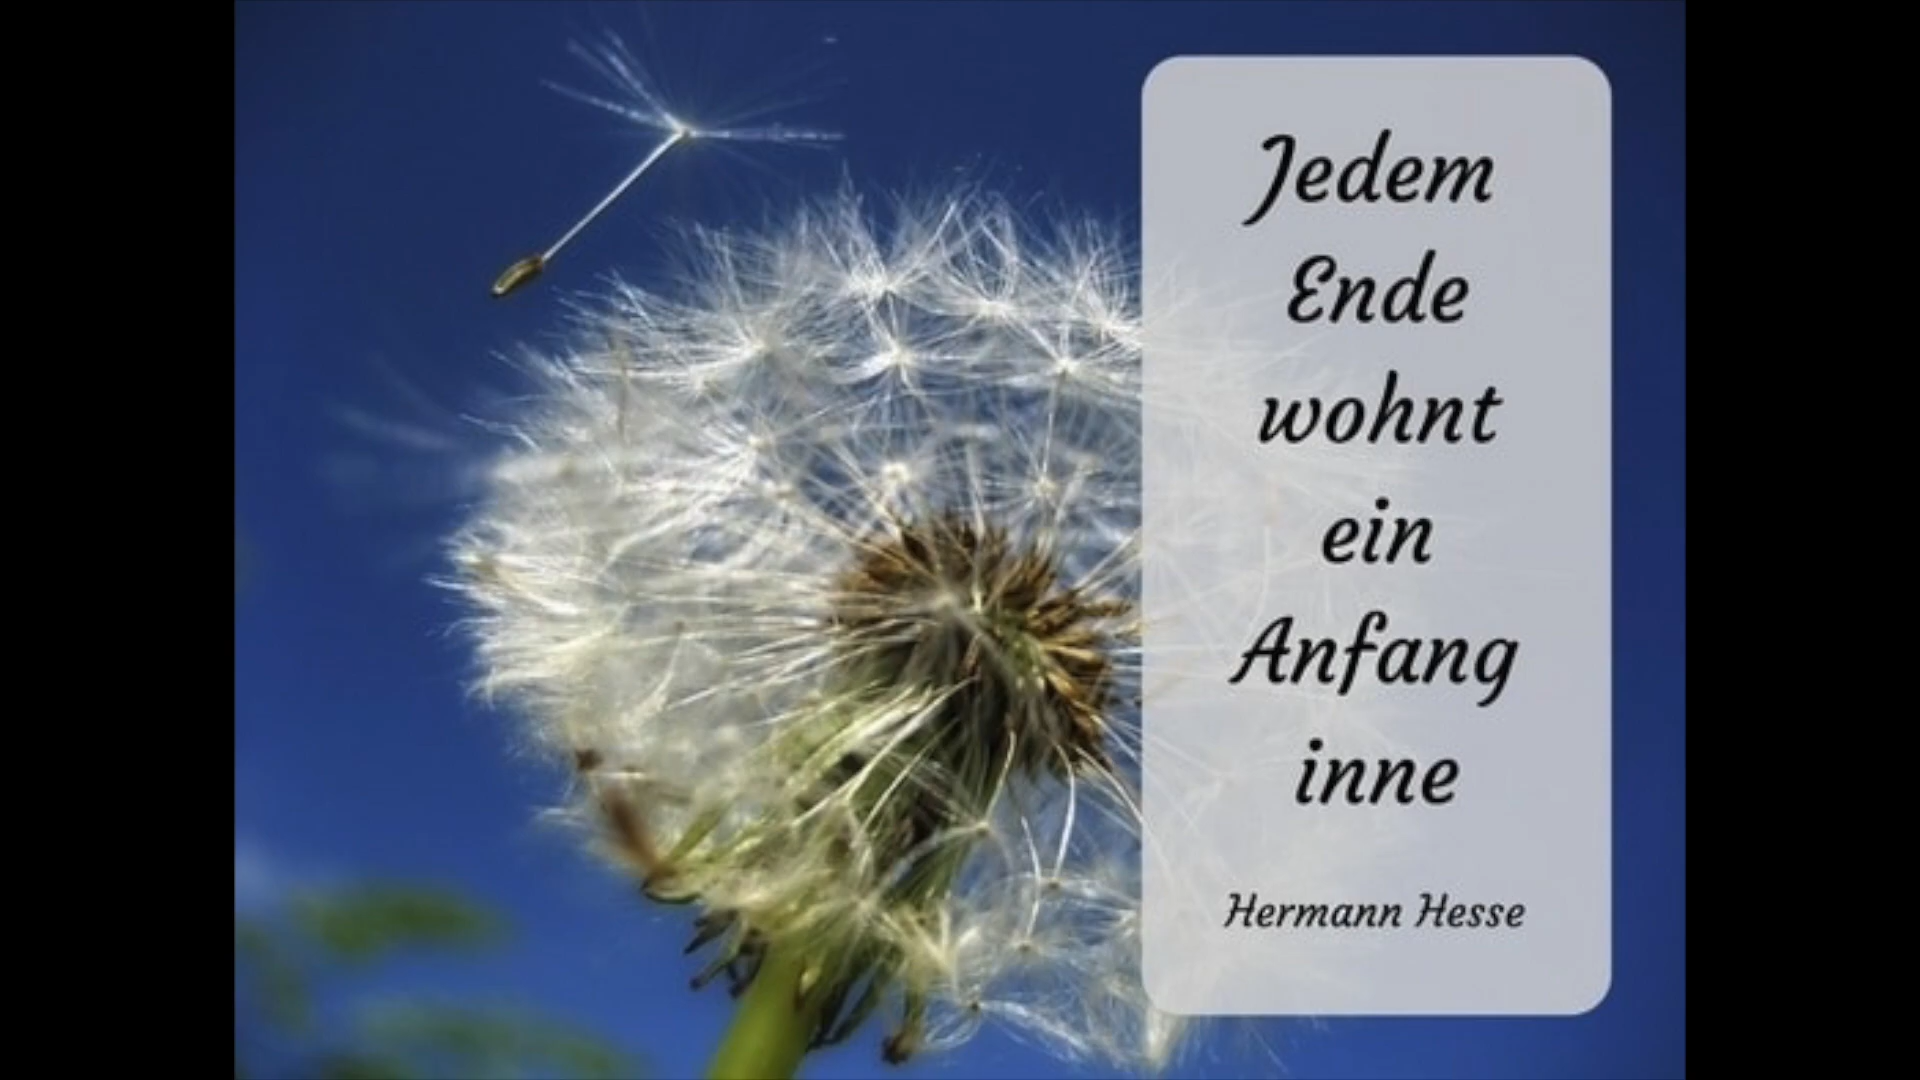 Jedem
Ende
wohnt
ein
Anfang
inne
Hermann Hesse